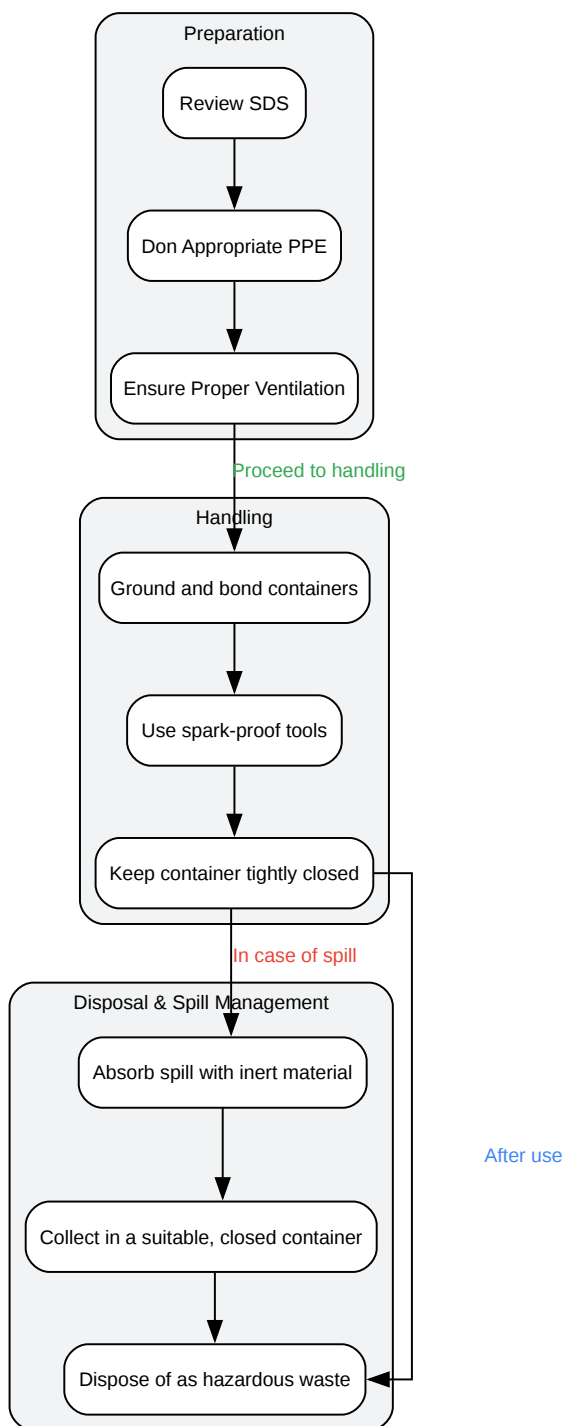 Preparation
Review SDS
Don Appropriate PPE
Ensure Proper Ventilation
Proceed to handling
Handling
Ground and bond containers
Use spark-proof tools
Keep container tightly closed
In case of spill
Disposal & Spill Management
Absorb spill with inert material
After use
Collect in a suitable, closed container
Dispose of as hazardous waste